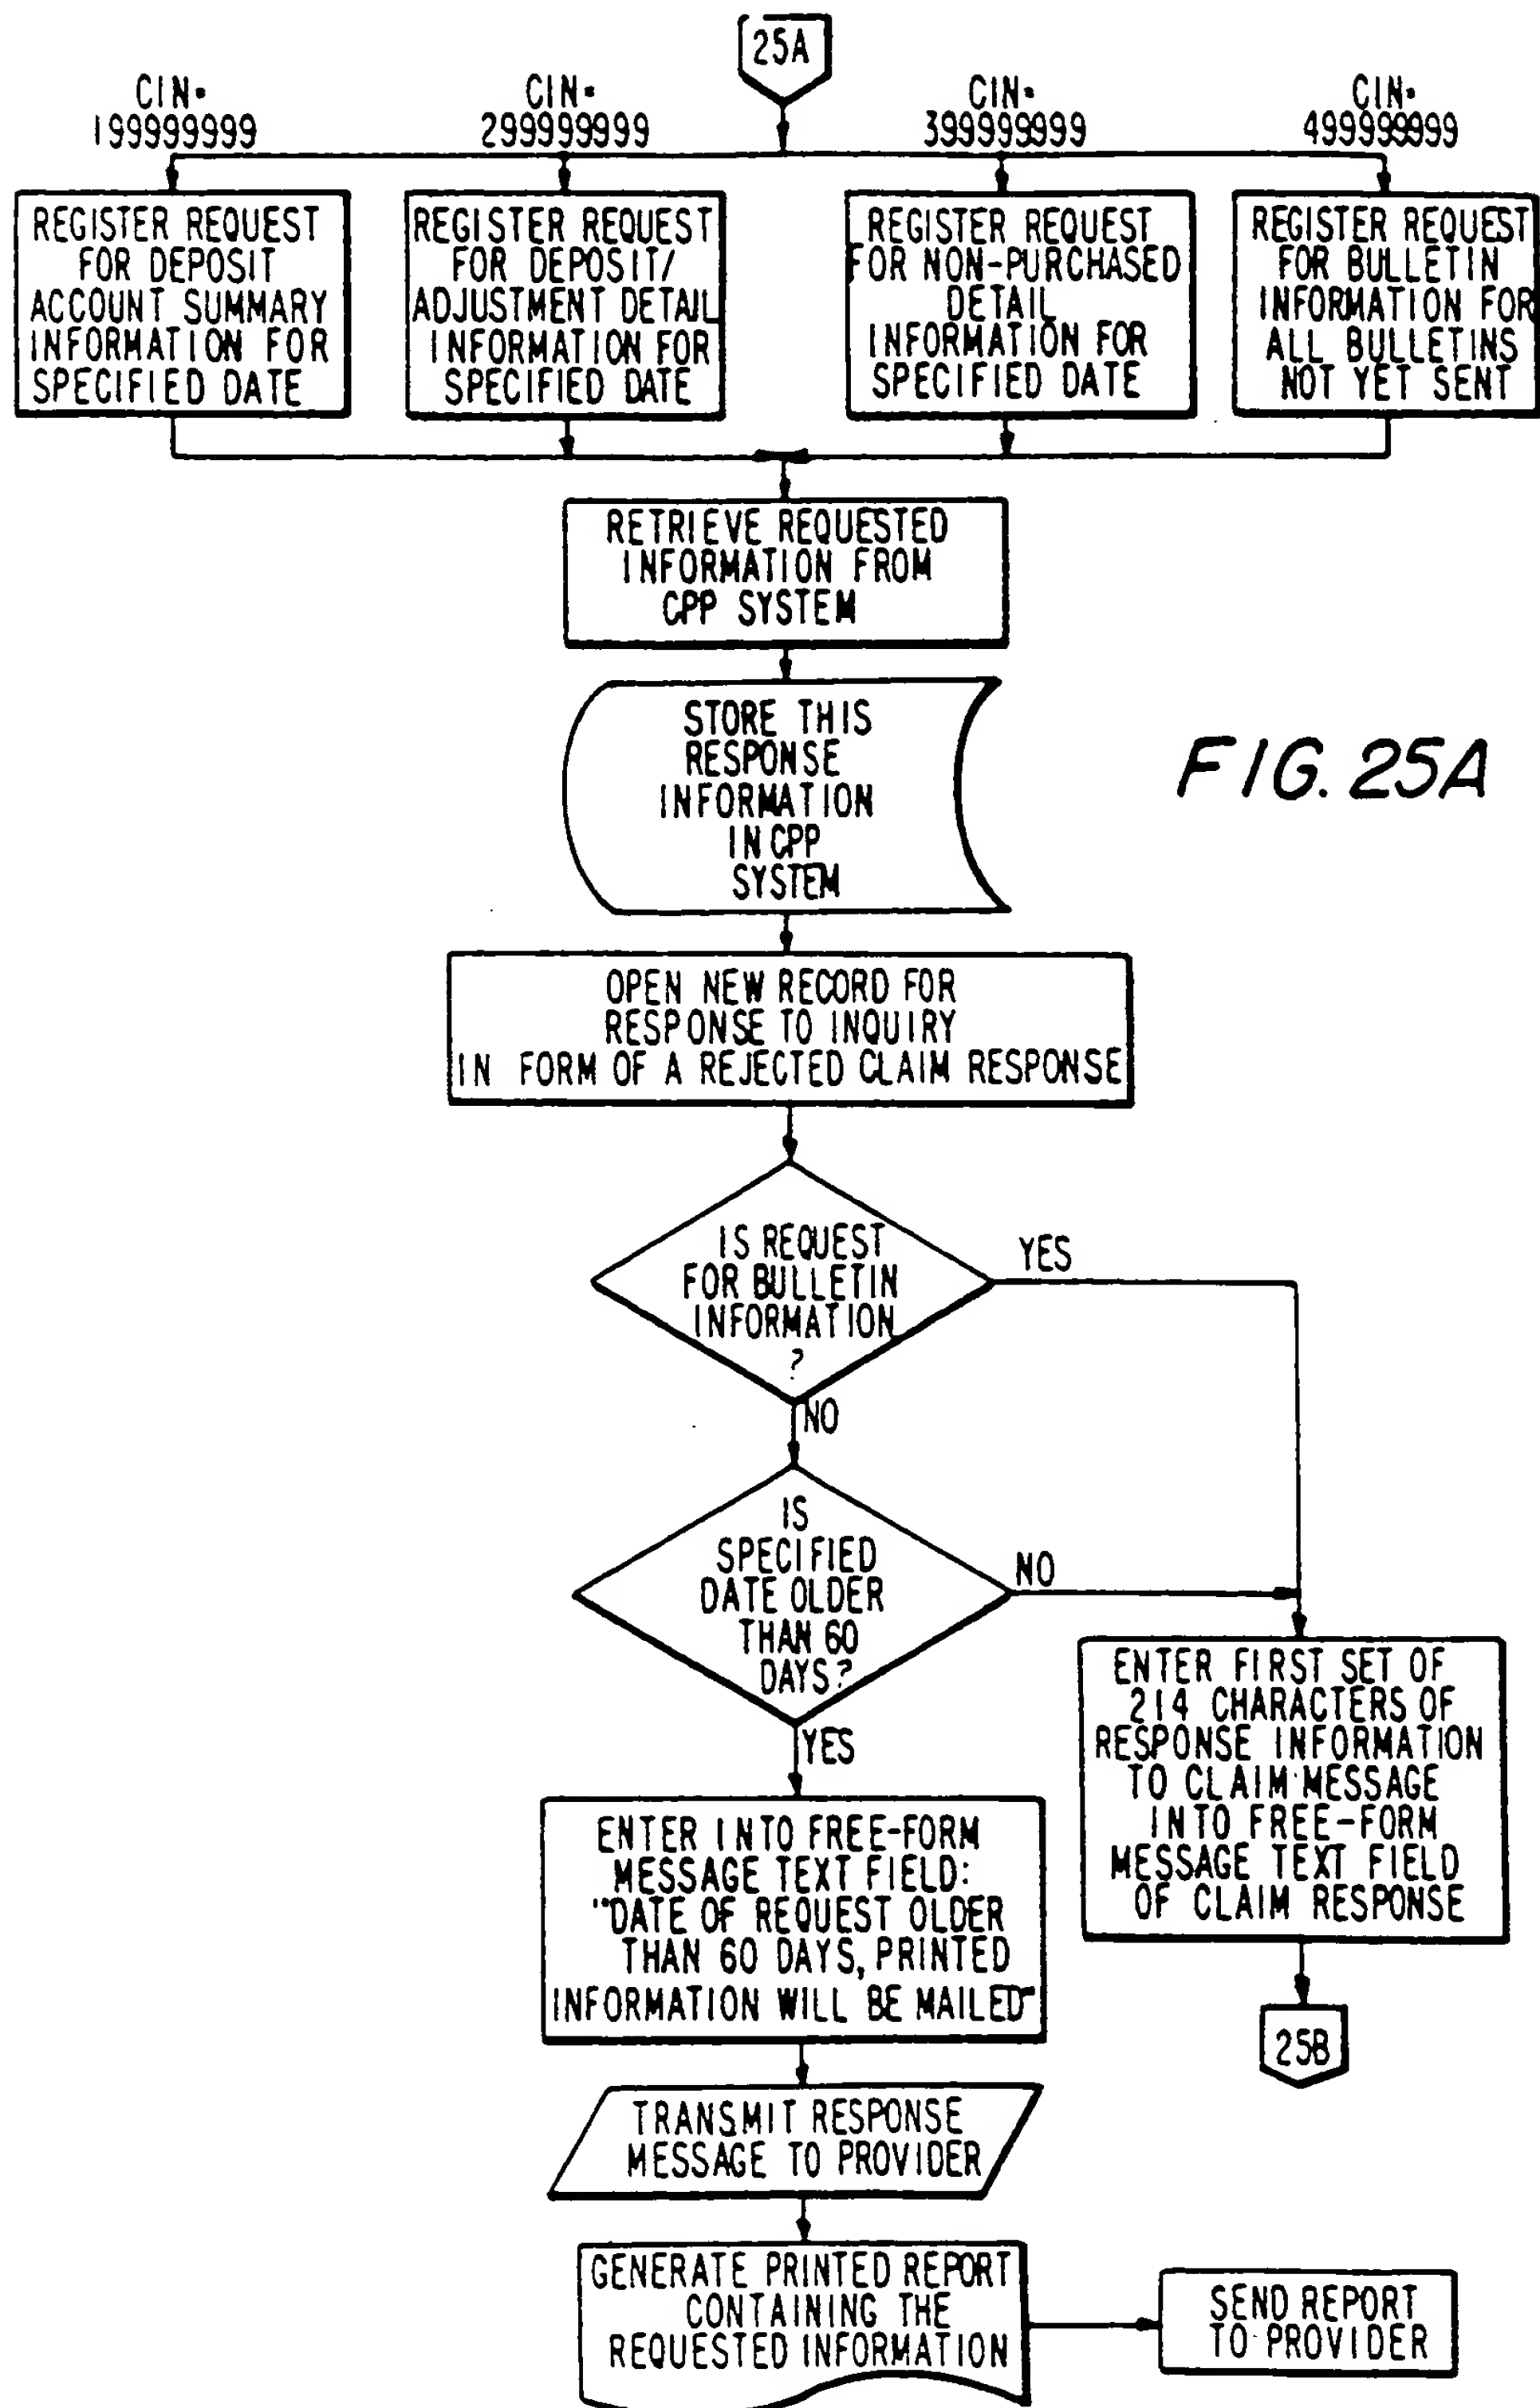 25A
CIN=
199999999
CIN=
299999999
CIN=
399999999
CIN=
499999999
REGISTER REQUEST
FOR DEPOSIT
ACCOUNT SUMMARY
INFORMATION FOR
SPECIFIED DATE
REGISTER REQUEST
FOR DEPOSIT/
ADJUSTMENT DETAIL
INFORMATION FOR
SPECIFIED DATE
REGISTER REQUEST
FOR NON-PURCHASED
DETAIL
INFORMATION FOR
SPECIFIED DATE
REGISTER REQUEST
FOR BULLETIN
INFORMATION FOR
ALL BULLETINS
NOT YET SENT
RETRIEVE REQUESTED
INFORMATION FROM
CPP SYSTEM
STORE THIS
RESPONSE
INFORMATION
IN CPP
SYSTEM
FIG. 25A
OPEN NEW RECORD FOR
RESPONSE TO INQUIRY
IN FORM OF A REJECTED CLAIM RESPONSE
IS REQUEST
FOR BULLETIN
INFORMATION
?
YES
NO
IS
SPECIFIED
DATE OLDER
THAN 60
DAYS?
NO
YES
ENTER FIRST SET OF
214 CHARACTERS OF
RESPONSE INFORMATION
TO CLAIM MESSAGE
INTO FREE-FORM
MESSAGE TEXT FIELD
OF CLAIM RESPONSE
25B
ENTER INTO FREE-FORM
MESSAGE TEXT FIELD:
"DATE OF REQUEST OLDER
THAN 60 DAYS, PRINTED
INFORMATION WILL BE MAILED"
TRANSMIT RESPONSE
MESSAGE TO PROVIDER
GENERATE PRINTED REPORT
CONTAINING THE
REQUESTED INFORMATION
SEND REPORT
TO PROVIDER